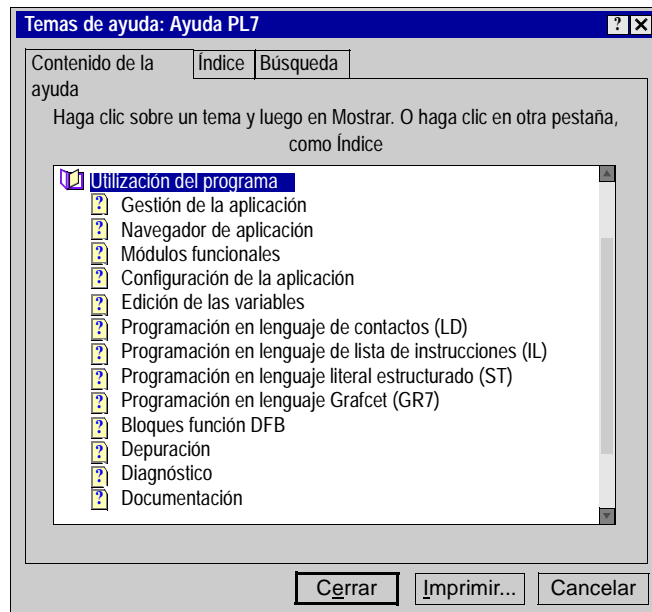 Temas de ayuda: Ayuda PL7
Contenido de la ayuda
Índice
Búsqueda
Haga clic sobre un tema y luego en Mostrar. O haga clic en otra pestaña,
como Índice
Utilización del programa
Gestión de la aplicación
Navegador de aplicación
Módulos funcionales
Configuración de la aplicación
Edición de las variables
Programación en lenguaje de contactos (LD)
Programación en lenguaje de lista de instrucciones (IL)
Programación en lenguaje literal estructurado (ST)
Programación en lenguaje Grafcet (GR7)
Bloques función DFB
Depuración
Diagnóstico
Documentación
Cerrar
Imprimir...
Cancelar